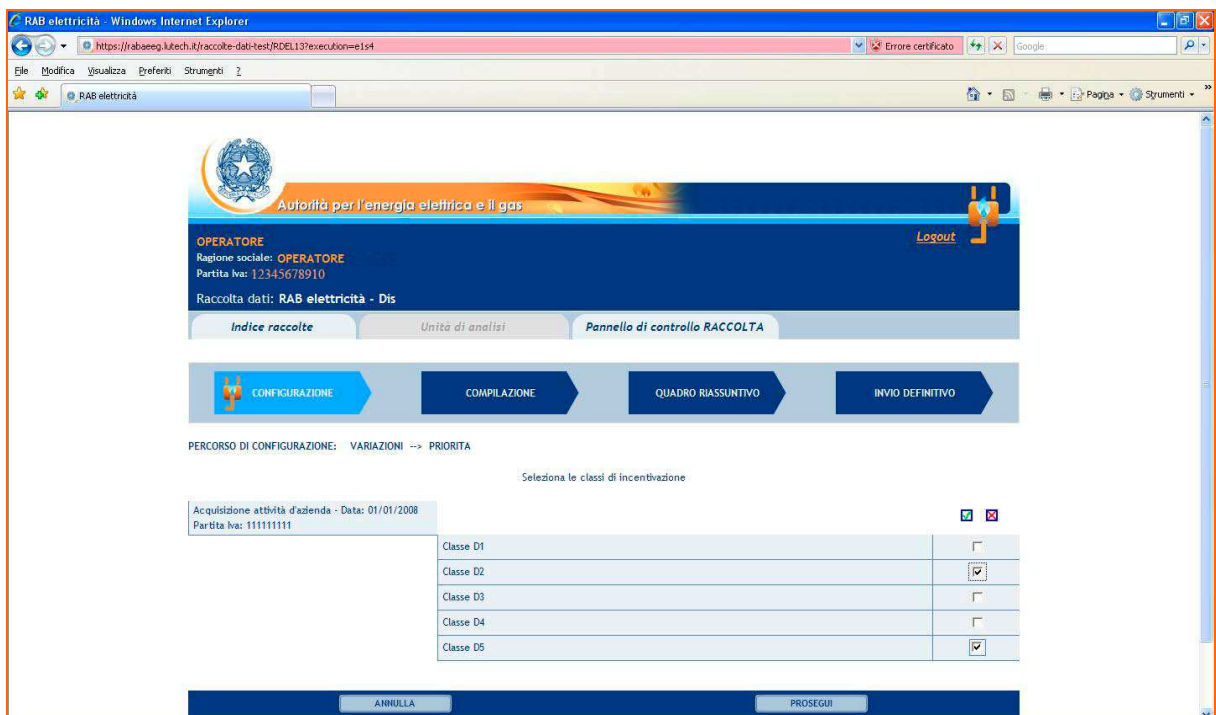 RAB elettricità - Windows Internet Explorer
https://rabaeeg.lutech.it/raccolte-dati-test/RDEL13?execution=e1s4
Errore certificato
Google
File Modifica Visualizza Preferiti Strumenti ?
RAB elettricità
Pagina
Strumenti
»
Autorità per l'energia elettrica e il gas
Logout
OPERATORE
Ragione sociale: OPERATORE
Partita Iva: 12345678910
Raccolta dati: RAB elettricità - Dis
Indice raccolte
Unità di analisi
Pannello di controllo RACCOLTA
CONFIGURAZIONE
COMPILAZIONE
QUADRO RIASSUNTIVO
INVIO DEFINITIVO
PERCORSO DI CONFIGURAZIONE: VARIAZIONI --> PRIORITA
Seleziona le classi di incentivazione
Acquisizione attività d'azienda - Data: 01/01/2008
Partita Iva: 111111111
Classe D1
Classe D2
Classe D3
Classe D4
Classe D5
ANNULLA
PROSEGUI